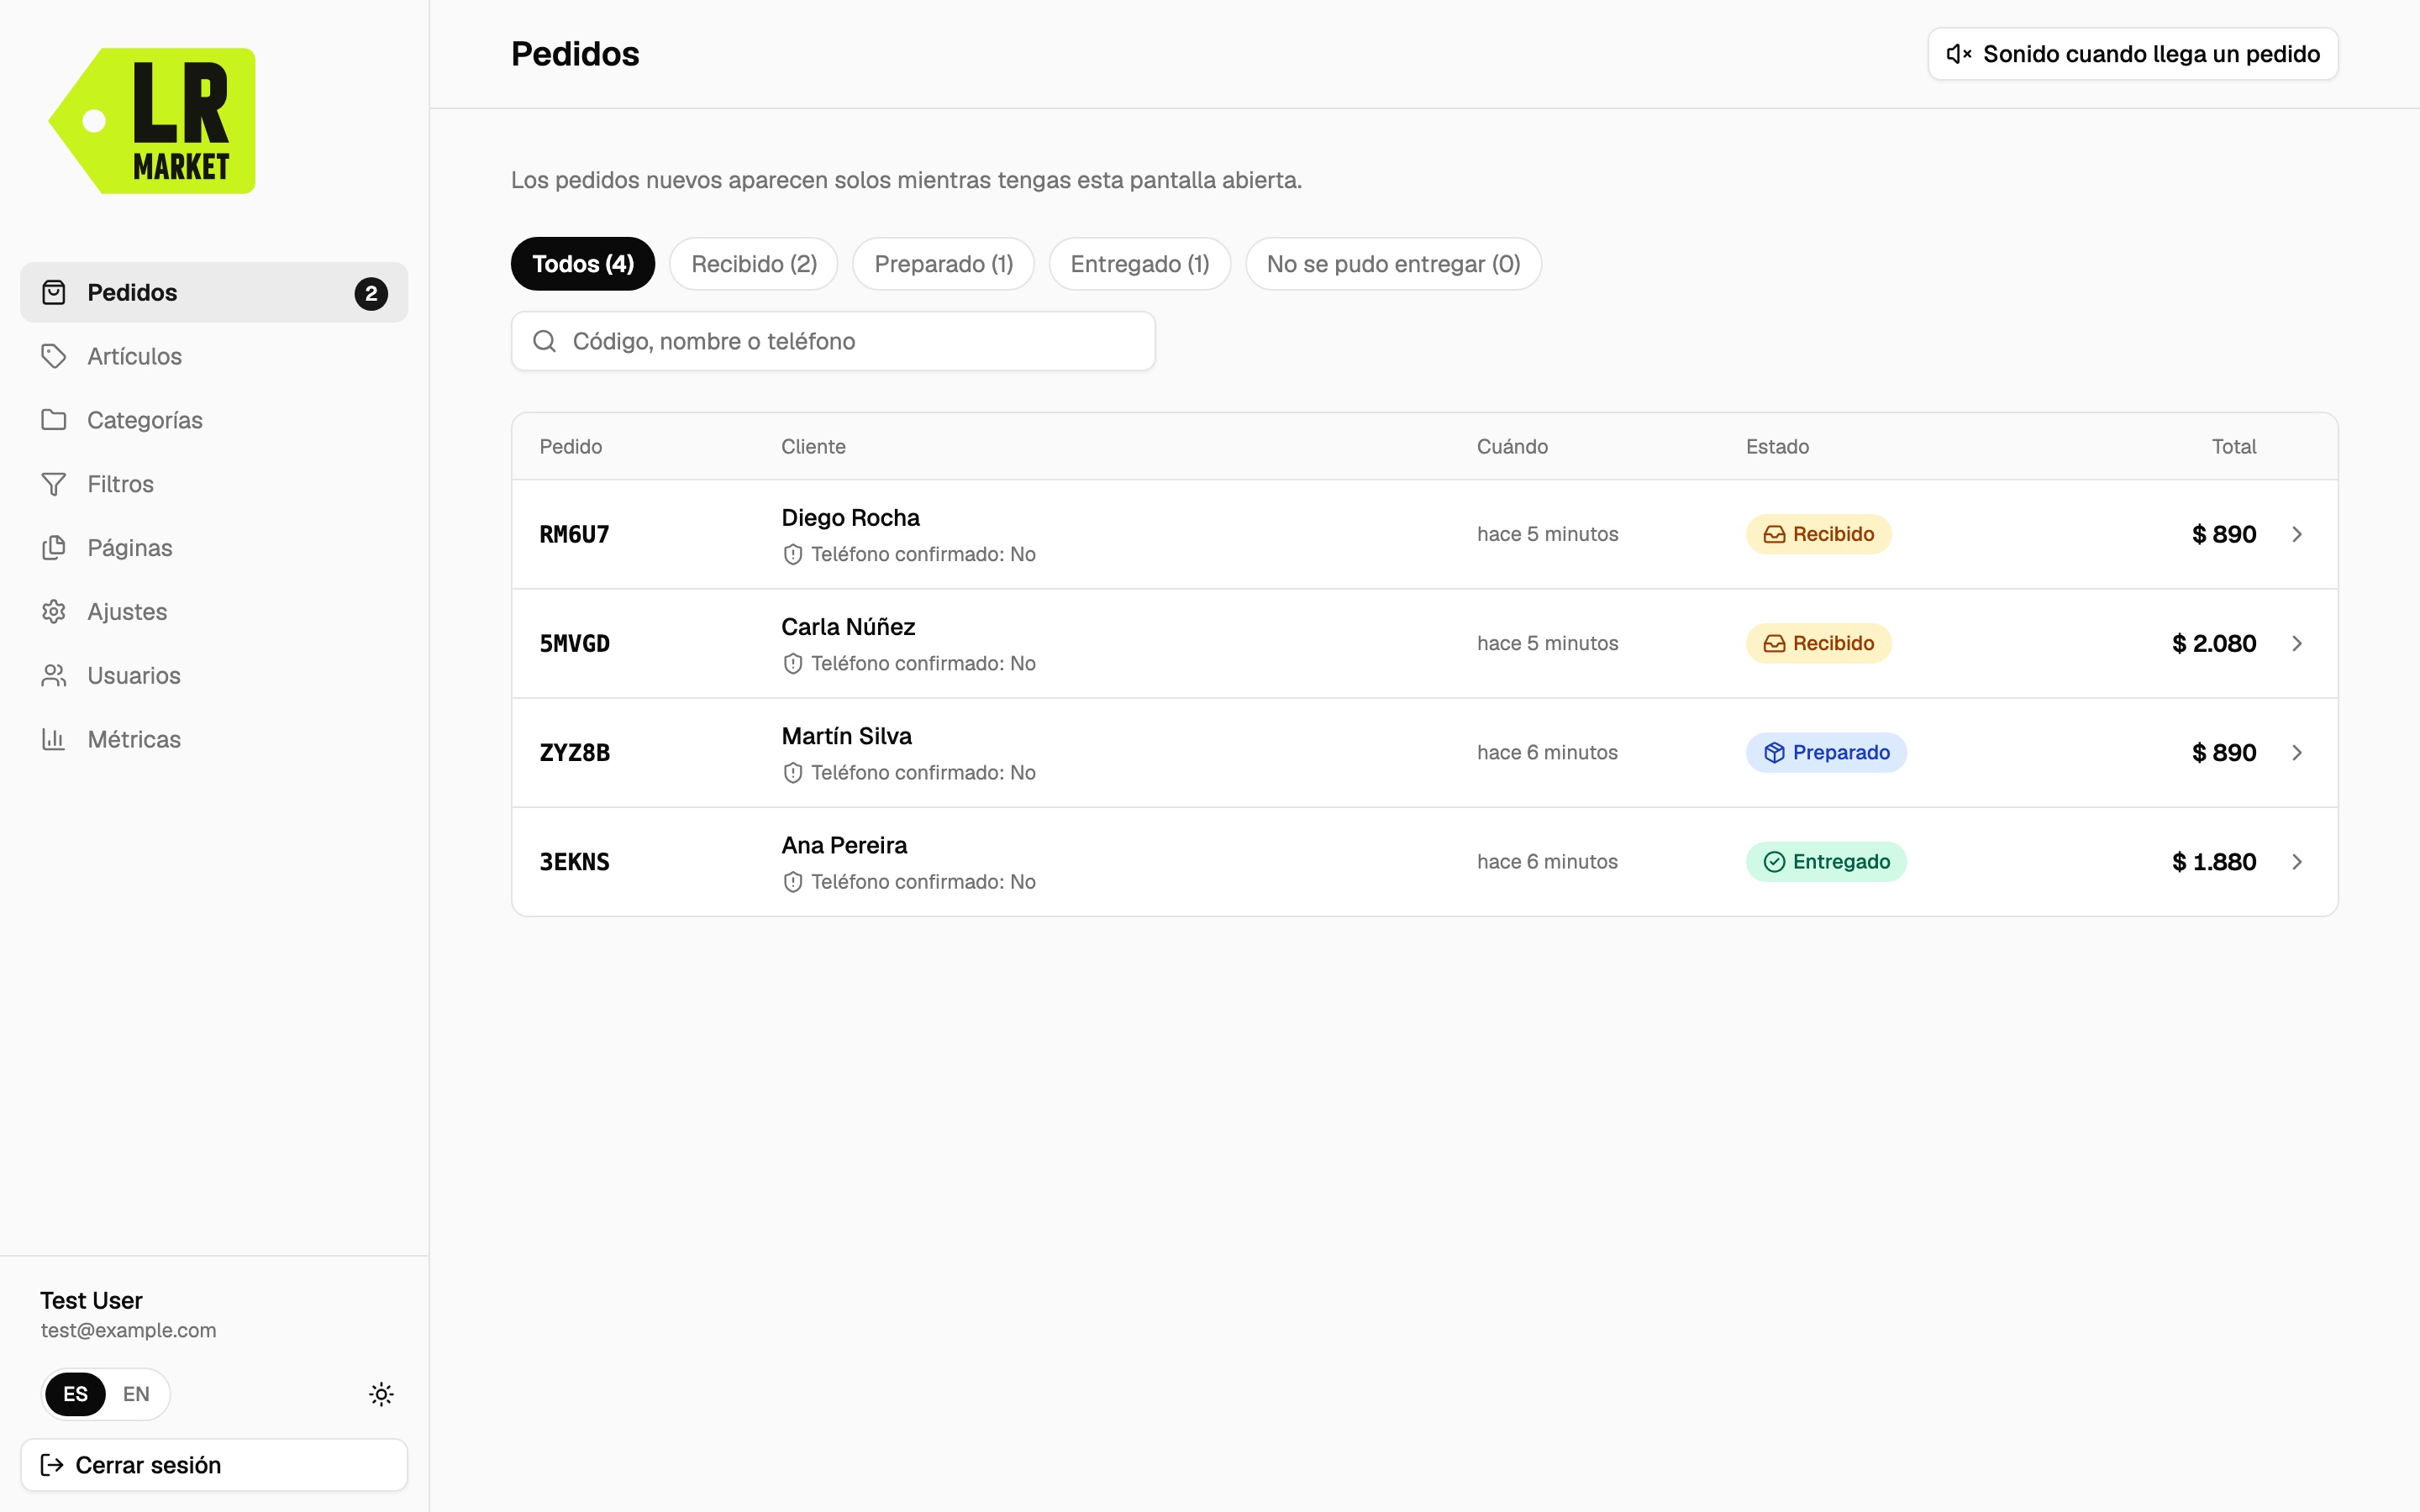 LR
MARKET
Pedidos 2
Artículos
Categorías
Filtros
Páginas
Ajustes
Usuarios
Métricas
Test User
test@example.com
ES EN
Cerrar sesión
Pedidos
Sonido cuando llega un pedido
Los pedidos nuevos aparecen solos mientras tengas esta pantalla abierta.
Todos (4) Recibido (2) Preparado (1) Entregado (1) No se pudo entregar (0)
Código, nombre o teléfono
Pedido Cliente Cuándo Estado Total
RM6U7 Diego Rocha hace 5 minutos Recibido $ 890
Teléfono confirmado: No
5MVGD Carla Núñez hace 5 minutos Recibido $ 2.080
Teléfono confirmado: No
ZYZ8B Martín Silva hace 6 minutos Preparado $ 890
Teléfono confirmado: No
3EKNS Ana Pereira hace 6 minutos Entregado $ 1.880
Teléfono confirmado: No